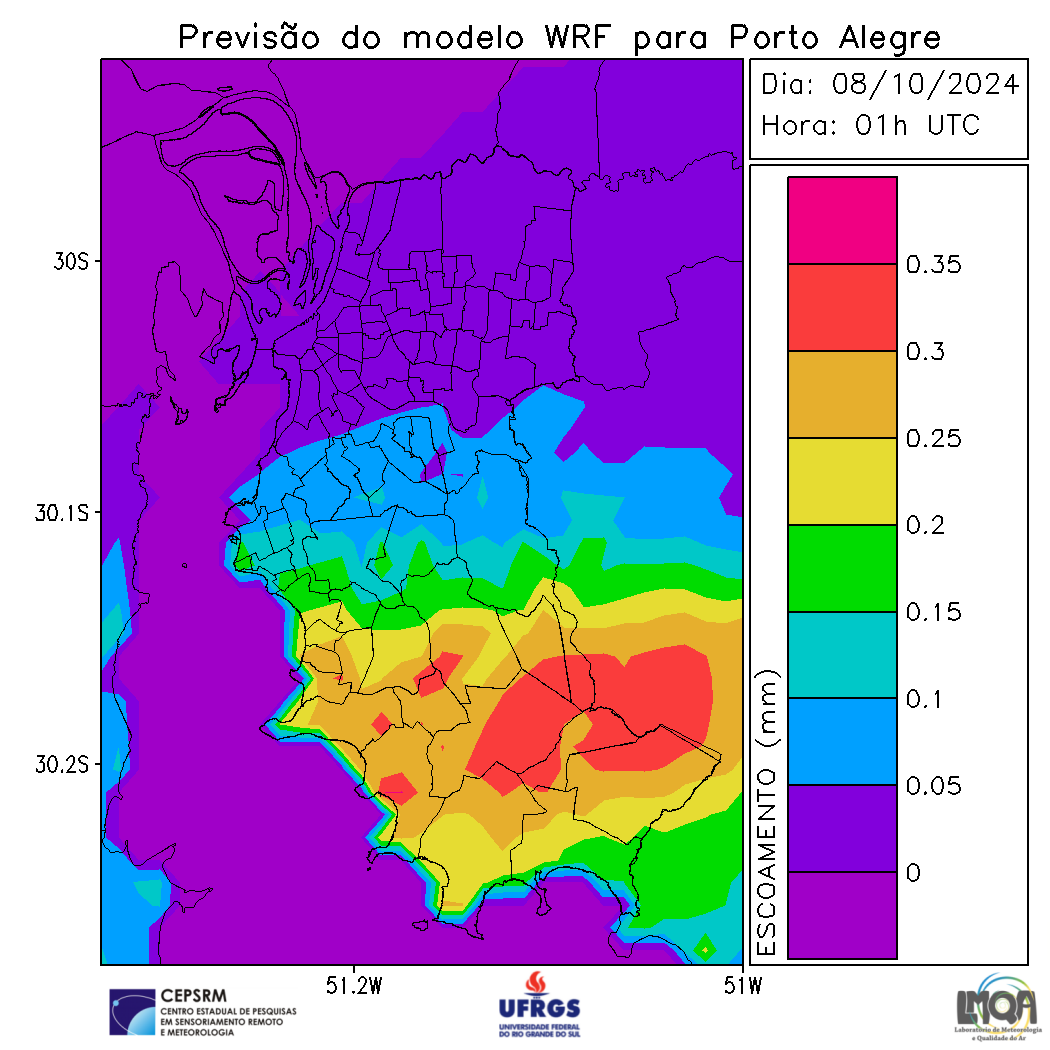 Previsão do modelo WRF para Porto Alegre
Dia: 08/10/2024
Hora: 01h UTC
30S
30.1S
30.2S
51.2W
51W
0.35
0.3
0.25
0.2
0.15
0.1
0.05
0
ESCOAMENTO (mm)
CEPSRM
CENTRO ESTADUAL DE PESQUISAS
EM SENSORIAMENTO REMOTO
E METEOROLOGIA
UFRGS
UNIVERSIDADE FEDERAL
DO RIO GRANDE DO SUL
LMQA
Laboratório de Meteorologia
e Qualidade do Ar